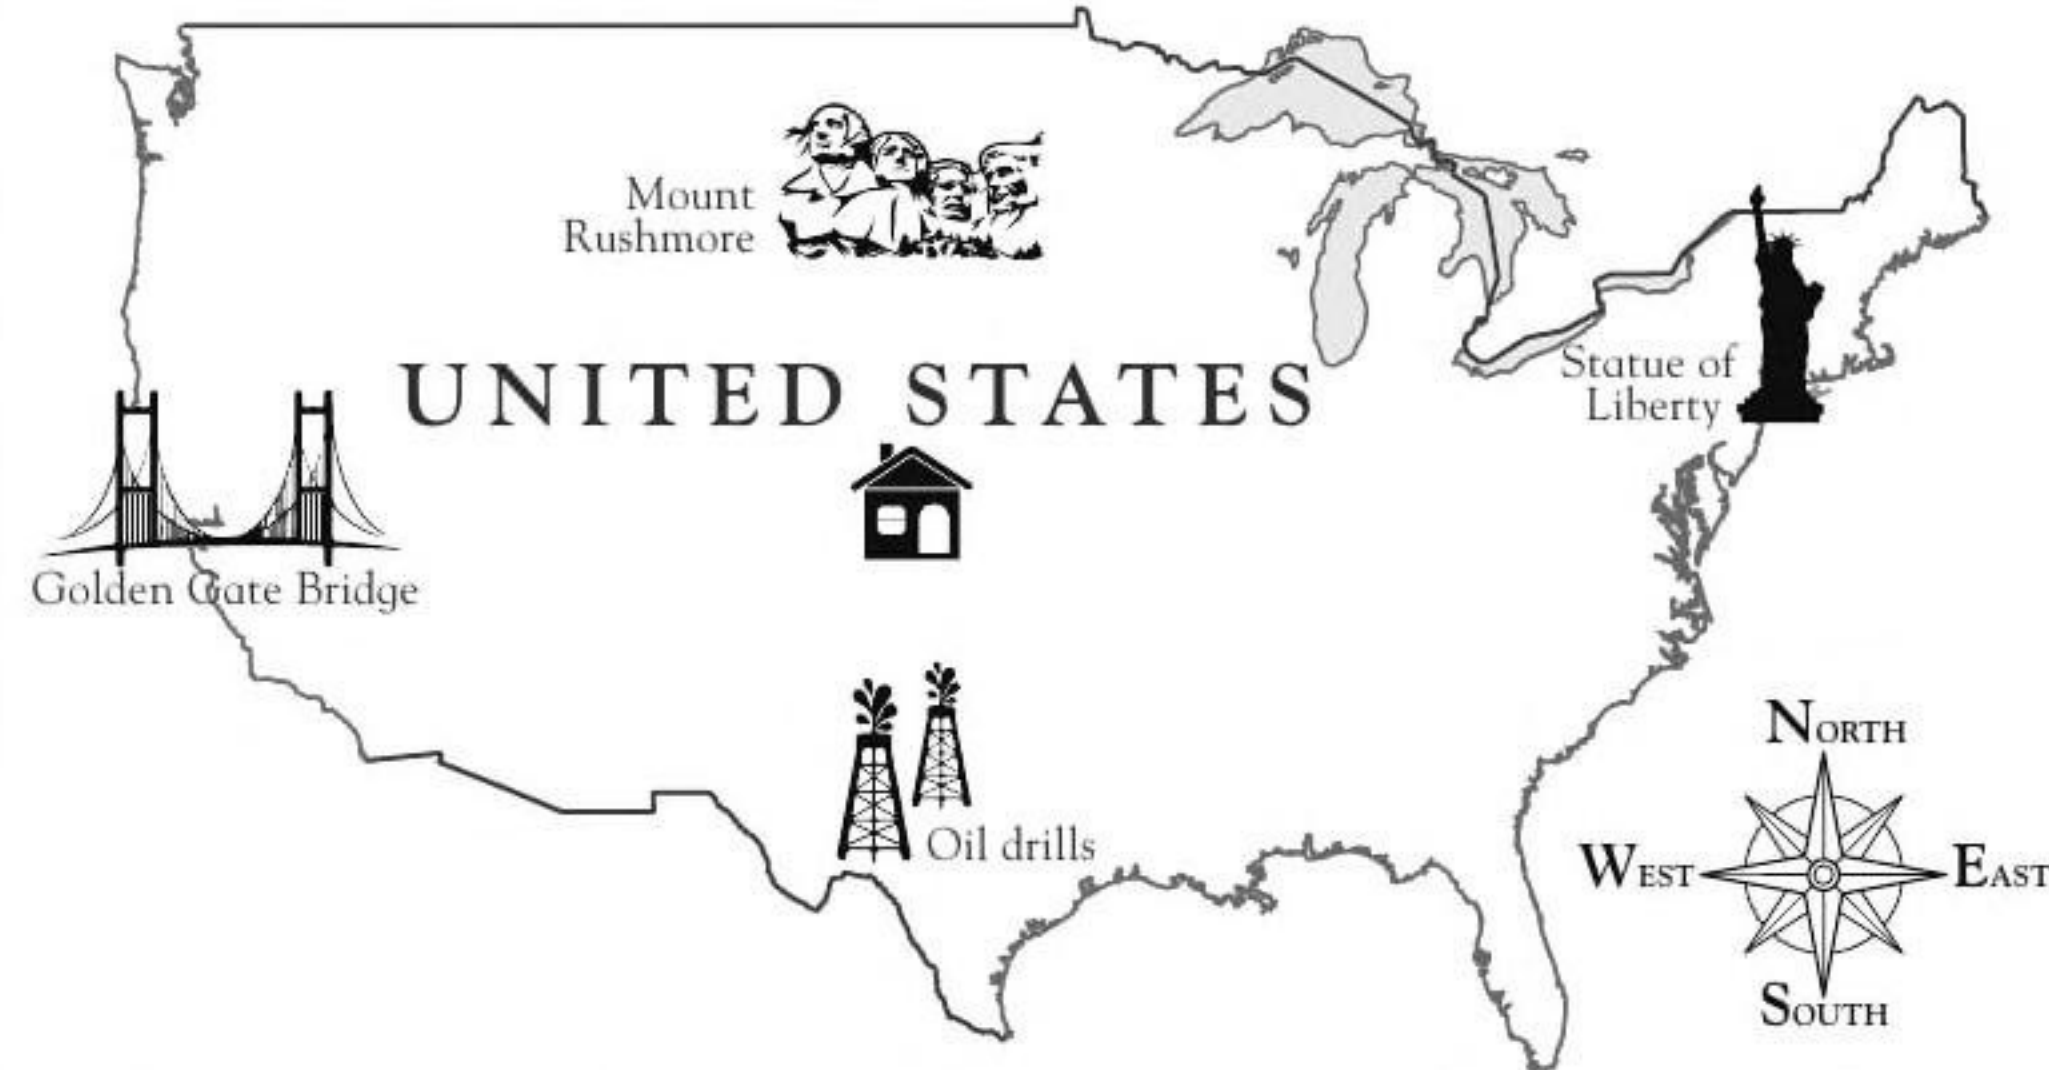 Mount
Rushmore
UNITED STATES
Statue of
Liberty
Golden Gate Bridge
Oil drills
NORTH
WEST
EAST
SOUTH